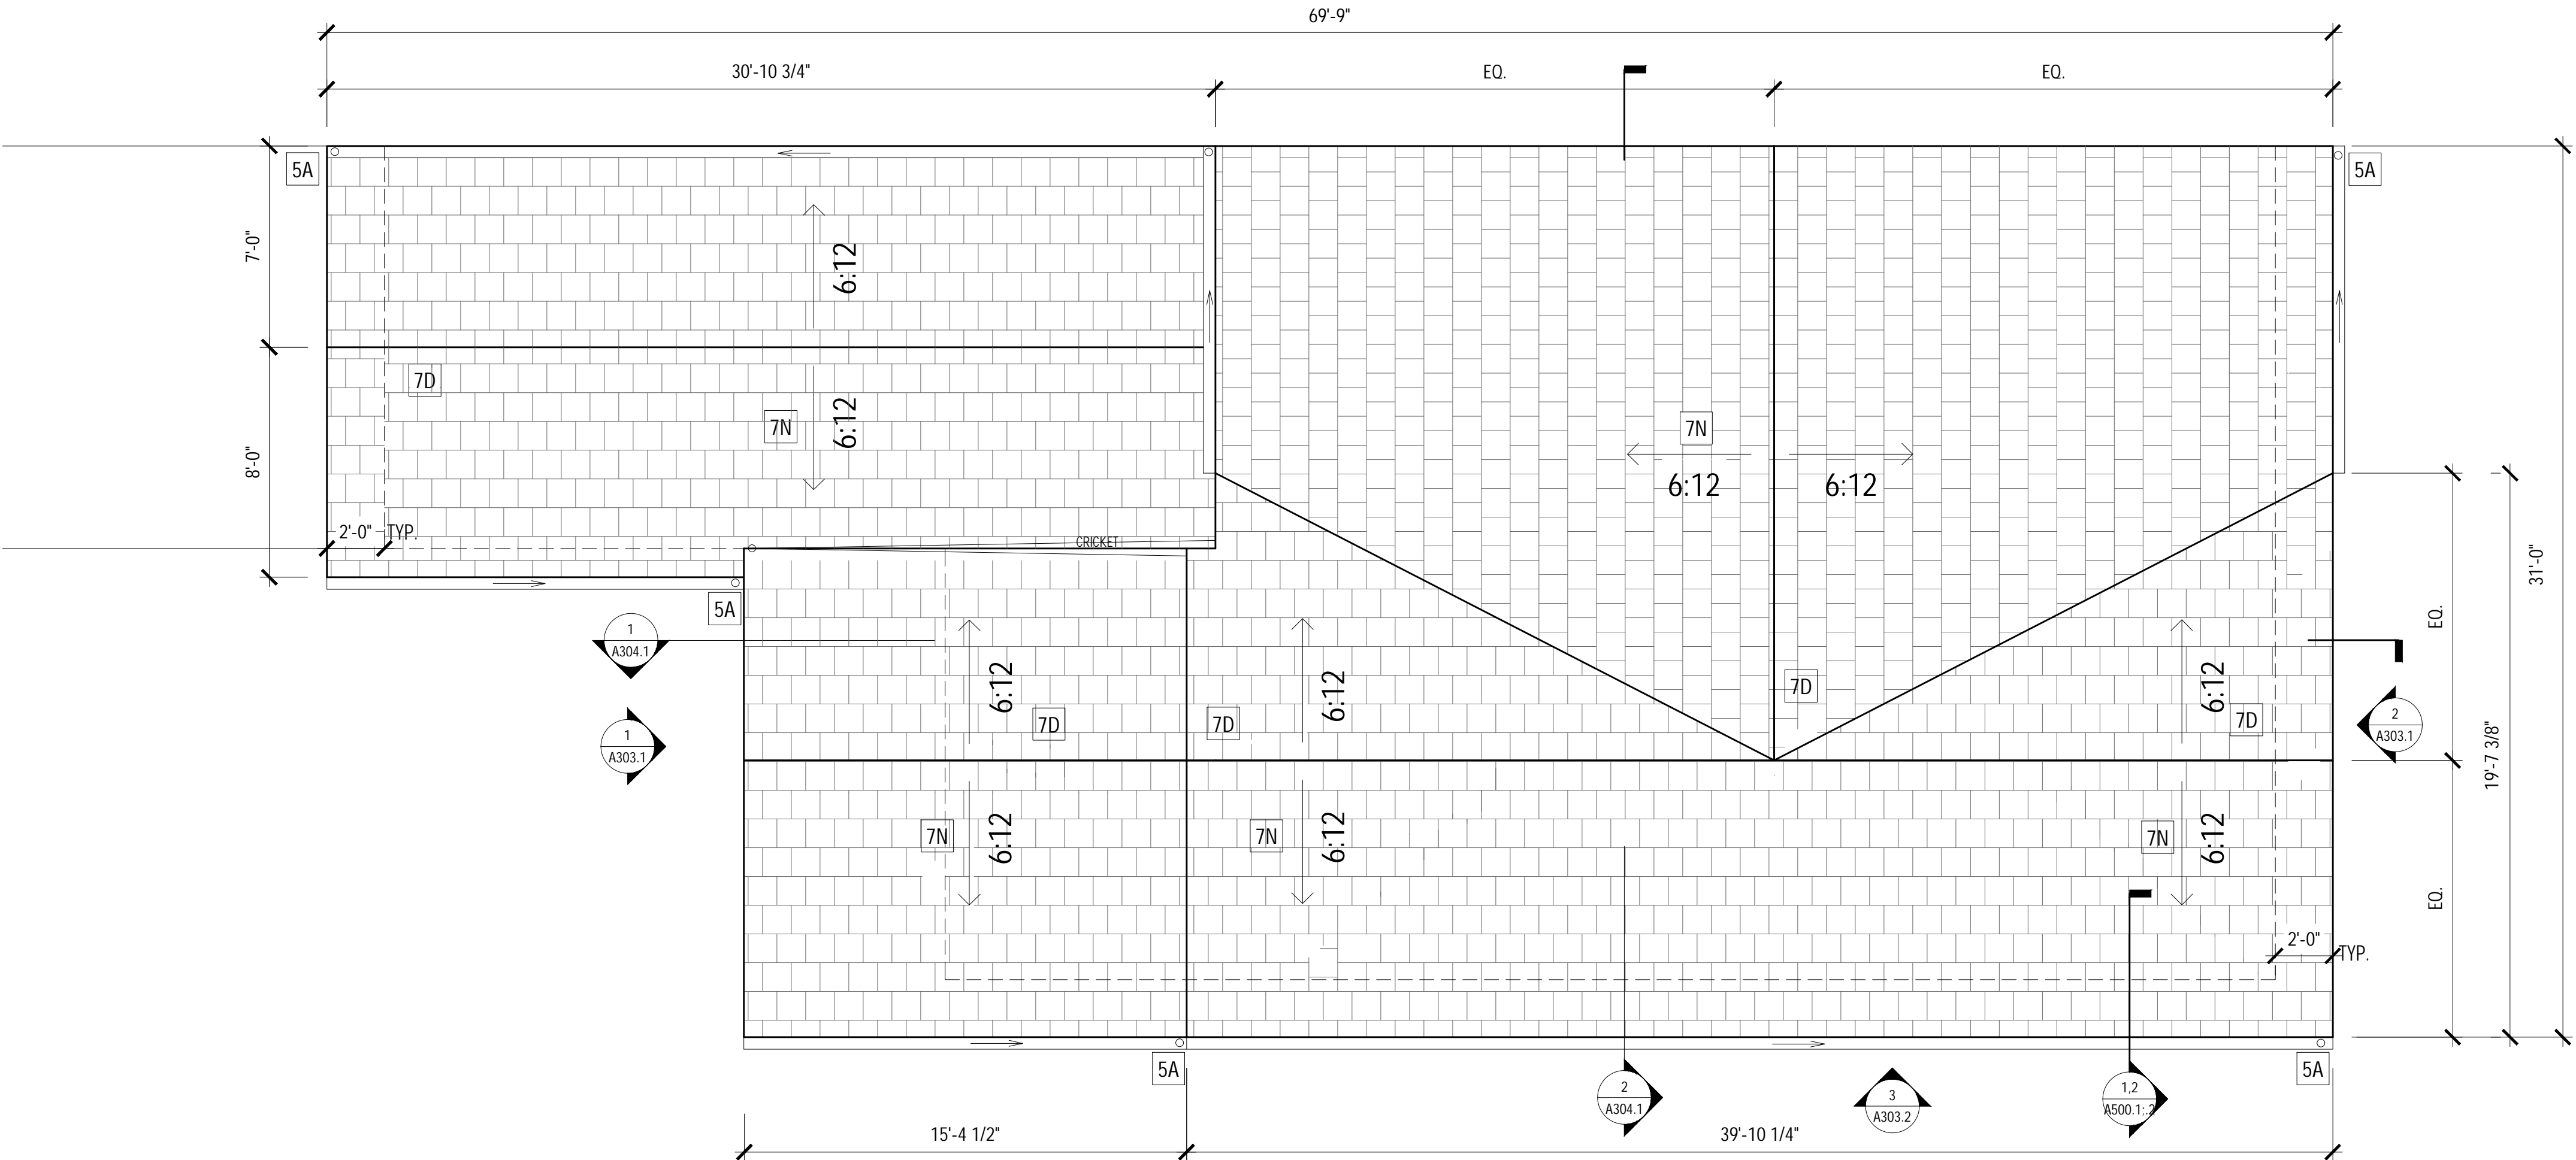 69'-9"
30'-10 3/4"
EQ.
EQ.
5A
5A
7'-0"
6:12
7D
7N
6:12
7N
6:12
6:12
8'-0"
2'-0"
TYP.
CRICKET
31'-0"
5A
EQ.
1
A304.1
6:12
6:12
7D
6:12
7D
7D
7D
2
A303.1
1
A303.1
19'-7 3/8"
7N
6:12
7N
6:12
7N
6:12
EQ.
2'-0"
TYP.
5A
5A
2
A304.1
3
A303.2
1,2
A500.1;.2
15'-4 1/2"
39'-10 1/4"